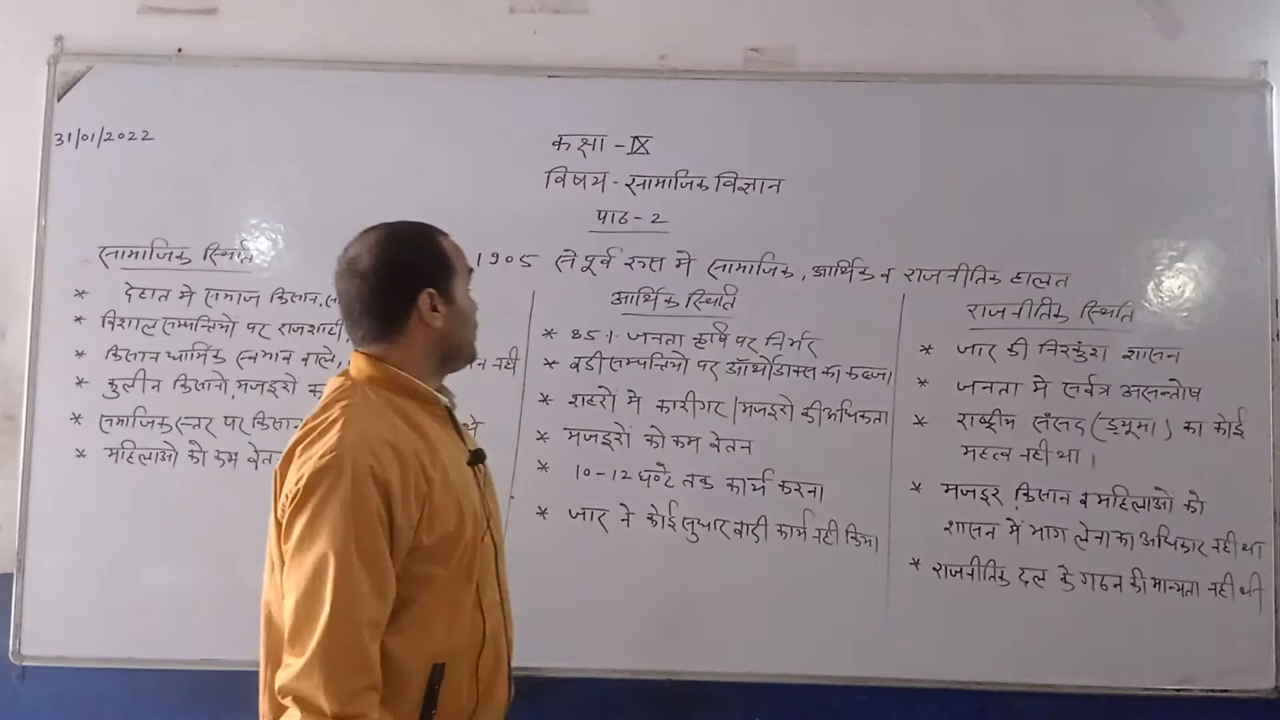 31/01/2022
कक्षा - IX
विषय - सामाजिक विज्ञान
पाठ - 2
1905 से पूर्व रूस में सामाजिक, आर्थिक व राजनीतिक हालत
सामाजिक स्थिति
* देहात मे समाज किसान,
* विशाल सम्पत्तियो पर राजशाही
* किसान धार्मिक स्वभाव वाले, नही
* कुलीन किसानो, मजदूरो
* समाजिक स्तर पर किसान थे
* महिलाओ को कम वेतन
आर्थिक स्थिति
* 85% जनता कृषि पर निर्भर
* बडी सम्पत्तियो पर ऑर्थोडाक्स का कब्जा
* शहरों मे कारीगर / मजदूरो की अधिकता
* मजदूरों को कम वेतन
* 10-12 घण्टे तक कार्य करना
* जार ने कोई सुधार वादी कार्य नही किया
राजनीतिक स्थिति
* जार की निरकुंश शासन
* जनता मे सर्वत्र असन्तोष
* राष्ट्रीय संसद (ड्यूमा) का कोई
महत्व नही था।
* मजदूर, किसान व महिलाओं को
शासन में भाग लेना का अधिकार नही था
* राजनीतिक दल के गठन की मान्यता नही थी